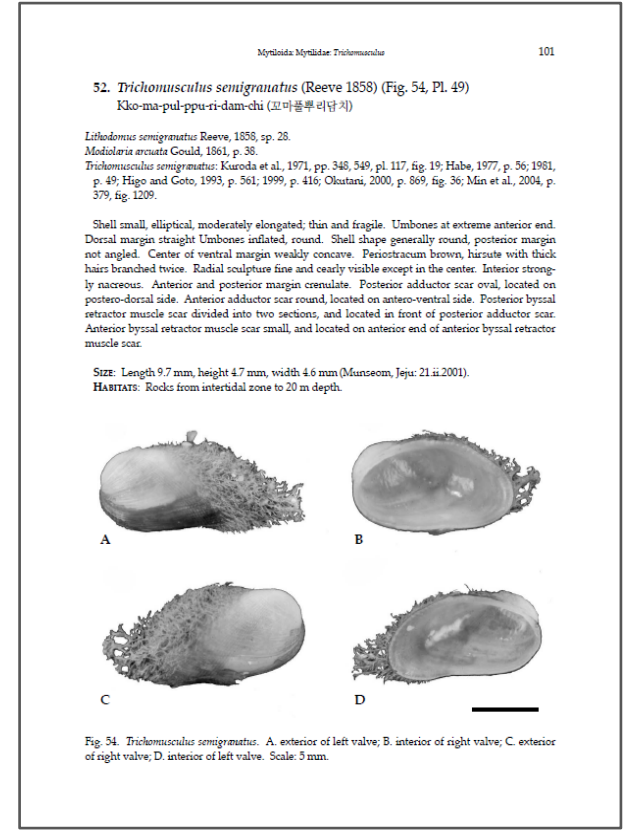 Mytiloida: Mytilidae: Trichomusculus
101
52. Trichomusculus semigranatus (Reeve 1858) (Fig. 54, Pl. 49)
Kko-ma-pul-ppu-ri-dam-chi (꼬마풀뿌리담치)
Lithodomus semigranatus Reeve, 1858, sp. 28.
Modiolaria arcuata Gould, 1861, p. 38.
Trichomusculus semigranatus: Kuroda et al., 1971, pp. 348, 549, pl. 117, fig. 19; Habe, 1977, p. 56; 1981,
p. 49; Higo and Goto, 1993, p. 561; 1999, p. 416; Okutani, 2000, p. 869, fig. 36; Min et al., 2004, p.
379, fig. 1209.
Shell small, elliptical, moderately elongated; thin and fragile. Umbones at extreme anterior end.
Dorsal margin straight Umbones inflated, round. Shell shape generally round, posterior margin
not angled. Center of ventral margin weakly concave. Periostracum brown, hirsute with thick
hairs branched twice. Radial sculpture fine and cearly visible except in the center. Interior strong-
ly nacreous. Anterior and posterior margin crenulate. Posterior adductor scar oval, located on
postero-dorsal side. Anterior adductor scar round, located on antero-ventral side. Posterior byssal
retractor muscle scar divided into two sections, and located in front of posterior adductor scar.
Anterior byssal retractor muscle scar small, and located on anterior end of anterior byssal retractor
muscle scar.
SIZE: Length 9.7 mm, height 4.7 mm, width 4.6 mm (Munseom, Jeju: 21.ii.2001).
HABITATS: Rocks from intertidal zone to 20 m depth.
A
B
C
D
Fig. 54. Trichomusculus semigranatus. A. exterior of left valve; B. interior of right valve; C. exterior
of right valve; D. interior of left valve. Scale: 5 mm.